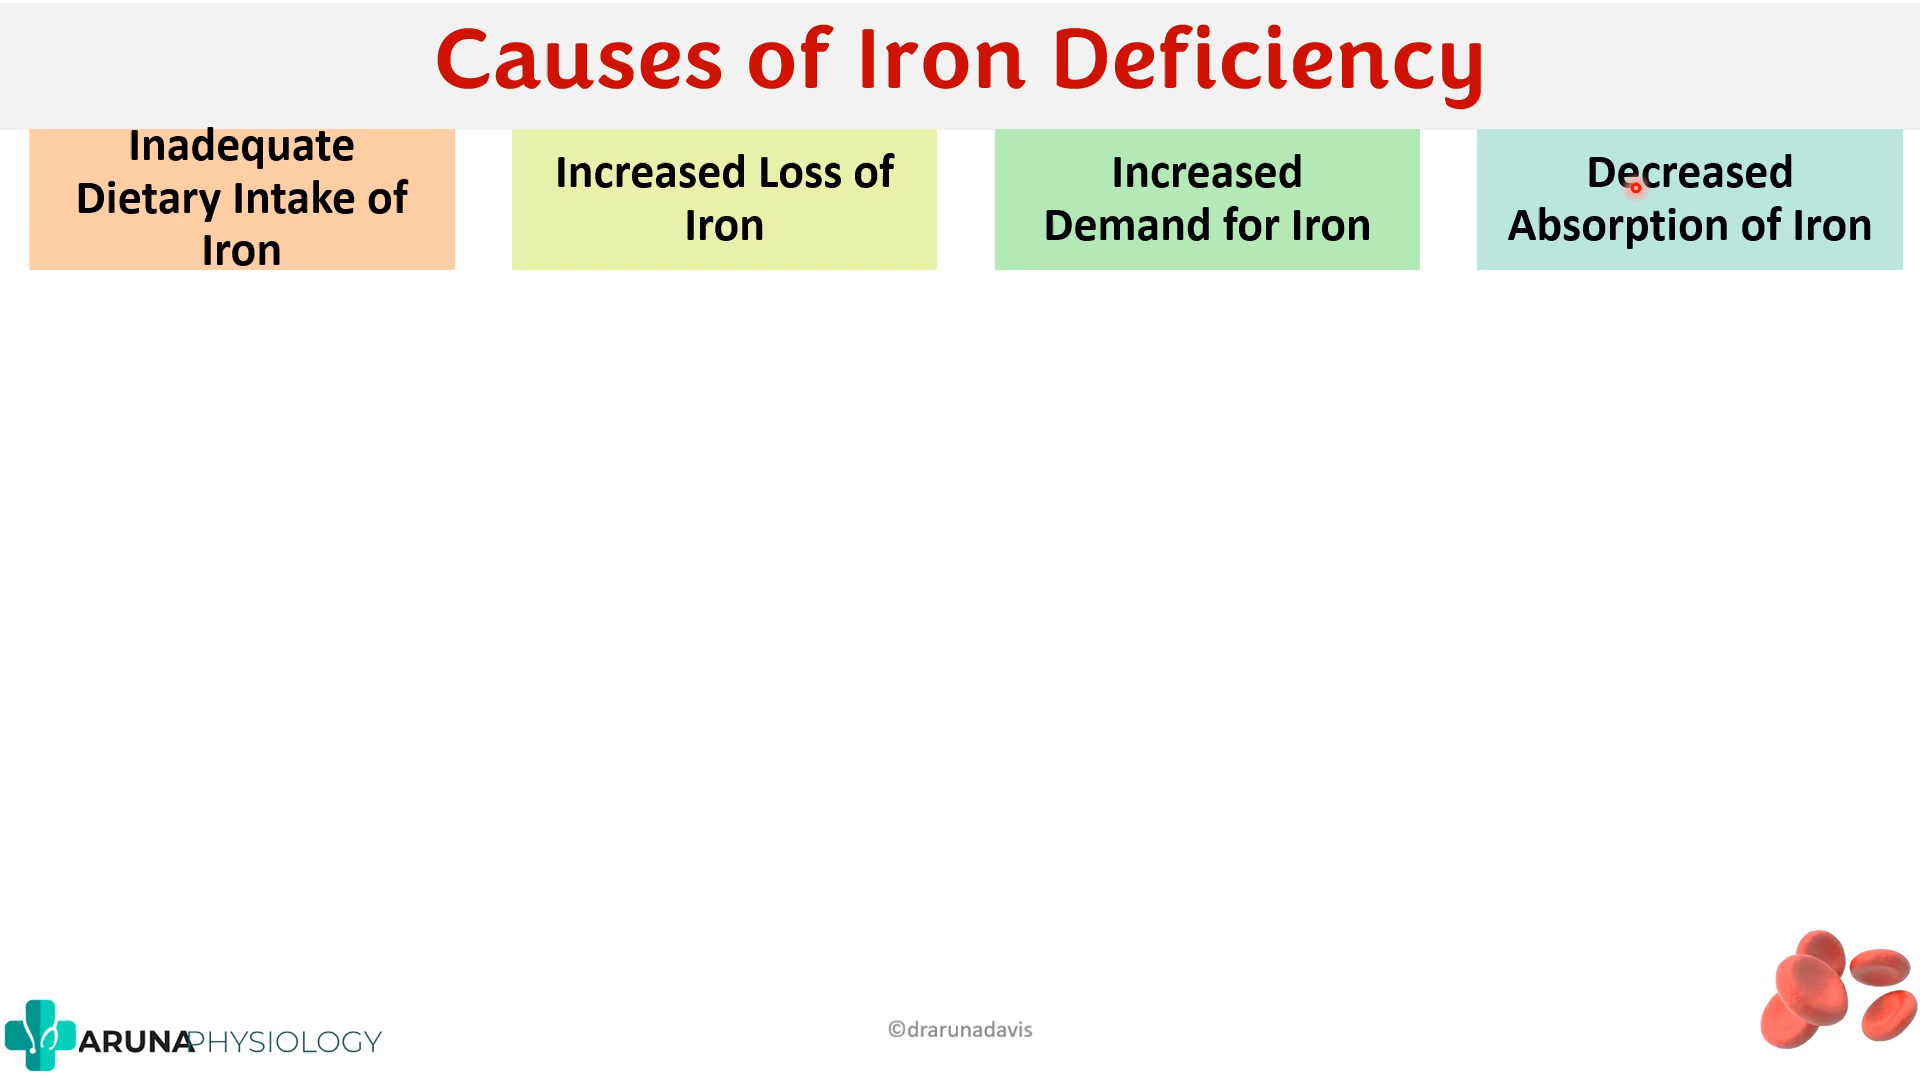 Causes of Iron Deficiency
Inadequate
Dietary Intake of
Iron
Increased Loss of
Iron
Increased
Demand for Iron
Decreased
Absorption of Iron
ARUNAPHYSIOLOGY
©drarunadavis